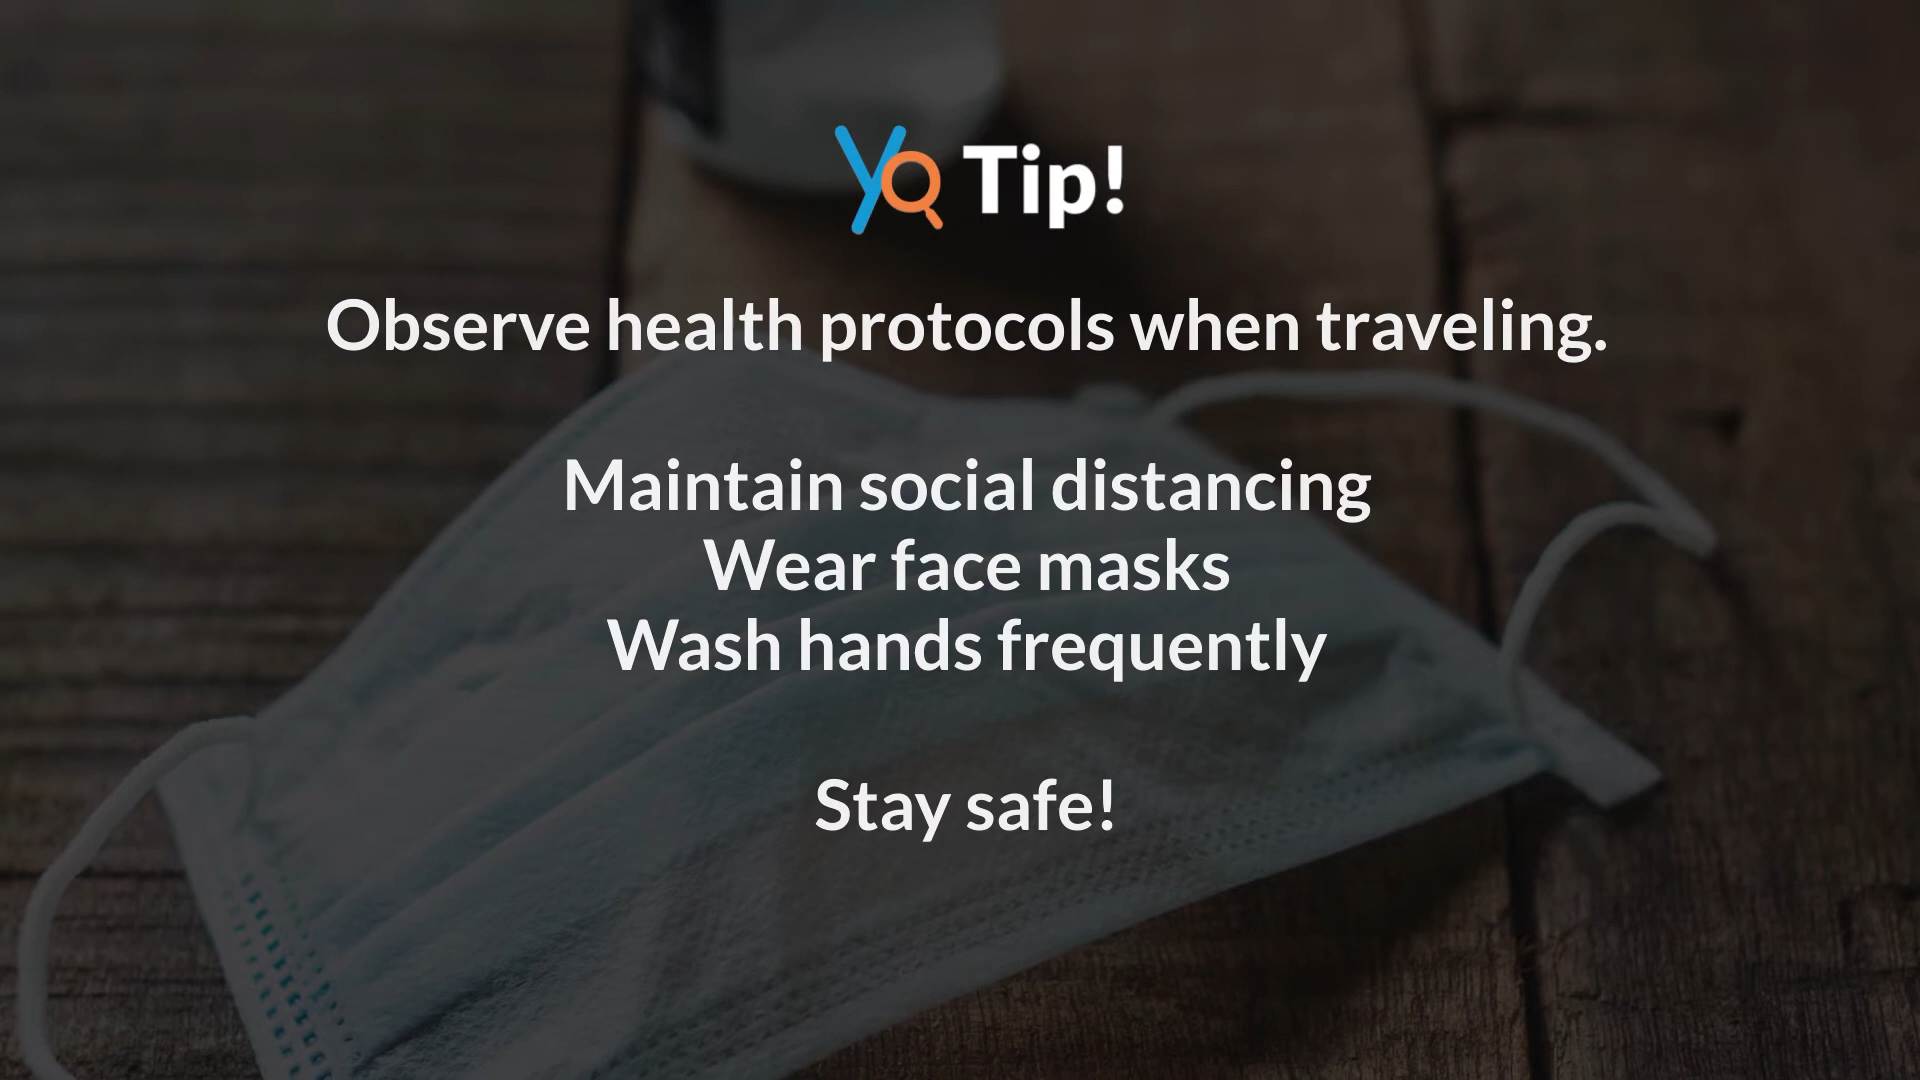 YQ Tip!
Observe health protocols when traveling.
Maintain social distancing
Wear face masks
Wash hands frequently
Stay safe!